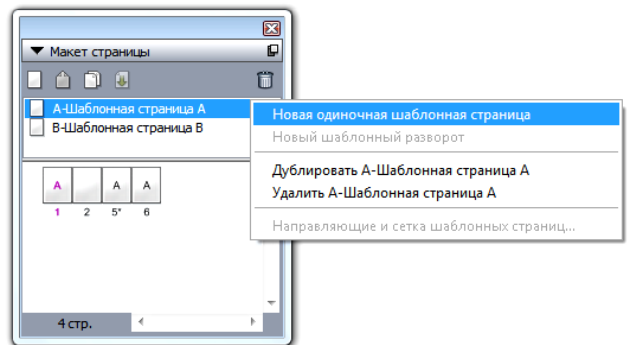 Макет страницы
А-Шаблонная страница А
В-Шаблонная страница В
Новая одиночная шаблонная страница
Новый шаблонный разворот
Дублировать А-Шаблонная страница А
Удалить А-Шаблонная страница А
Направляющие и сетка шаблонных страниц...
A A A
1 2 5* 6
4 стр.